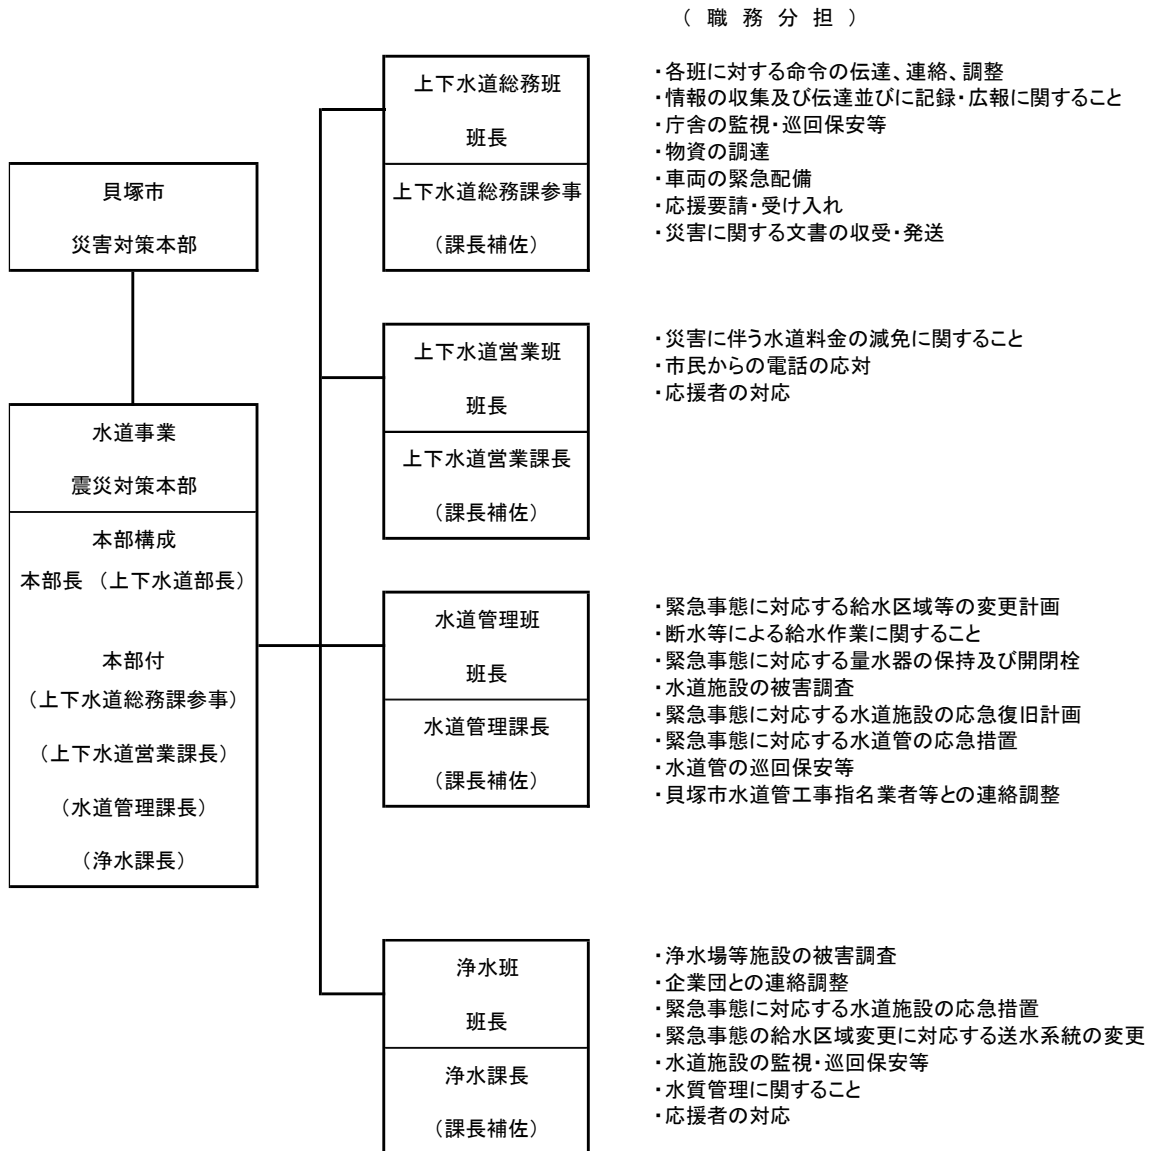 （ 職 務 分 担 ）
貝塚市
災害対策本部
水道事業
震災対策本部
本部構成
本部長 （上下水道部長）
本部付
（上下水道総務課参事）
（上下水道営業課長）
（水道管理課長）
（浄水課長）
上下水道総務班
班長
上下水道総務課参事
（課長補佐）
・各班に対する命令の伝達、連絡、調整
・情報の収集及び伝達並びに記録・広報に関すること
・庁舎の監視・巡回保安等
・物資の調達
・車両の緊急配備
・応援要請・受け入れ
・災害に関する文書の収受・発送
上下水道営業班
班長
上下水道営業課長
（課長補佐）
・災害に伴う水道料金の減免に関すること
・市民からの電話の応対
・応援者の対応
水道管理班
班長
水道管理課長
（課長補佐）
・緊急事態に対応する給水区域等の変更計画
・断水等による給水作業に関すること
・緊急事態に対応する量水器の保持及び開閉栓
・水道施設の被害調査
・緊急事態に対応する水道施設の応急復旧計画
・緊急事態に対応する水道管の応急措置
・水道管の巡回保安等
・貝塚市水道管工事指名業者等との連絡調整
浄水班
班長
浄水課長
（課長補佐）
・浄水場等施設の被害調査
・企業団との連絡調整
・緊急事態に対応する水道施設の応急措置
・緊急事態の給水区域変更に対応する送水系統の変更
・水道施設の監視・巡回保安等
・水質管理に関すること
・応援者の対応